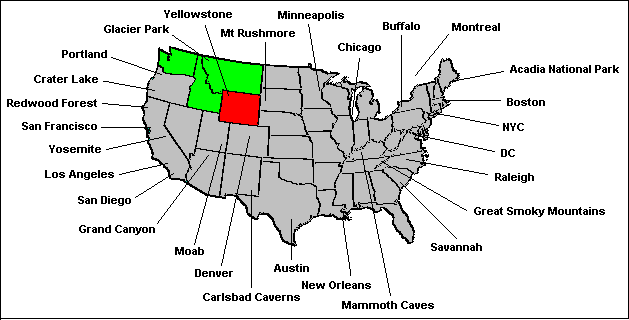 Yellowstone
Minneapolis
Glacier Park
Mt Rushmore
Buffalo
Montreal
Portland
Chicago
Acadia National Park
Crater Lake
Redwood Forest
Boston
San Francisco
NYC
Yosemite
DC
Los Angeles
Raleigh
San Diego
Great Smoky Mountains
Grand Canyon
Savannah
Moab
Denver
Austin
New Orleans
Carlsbad Caverns
Mammoth Caves